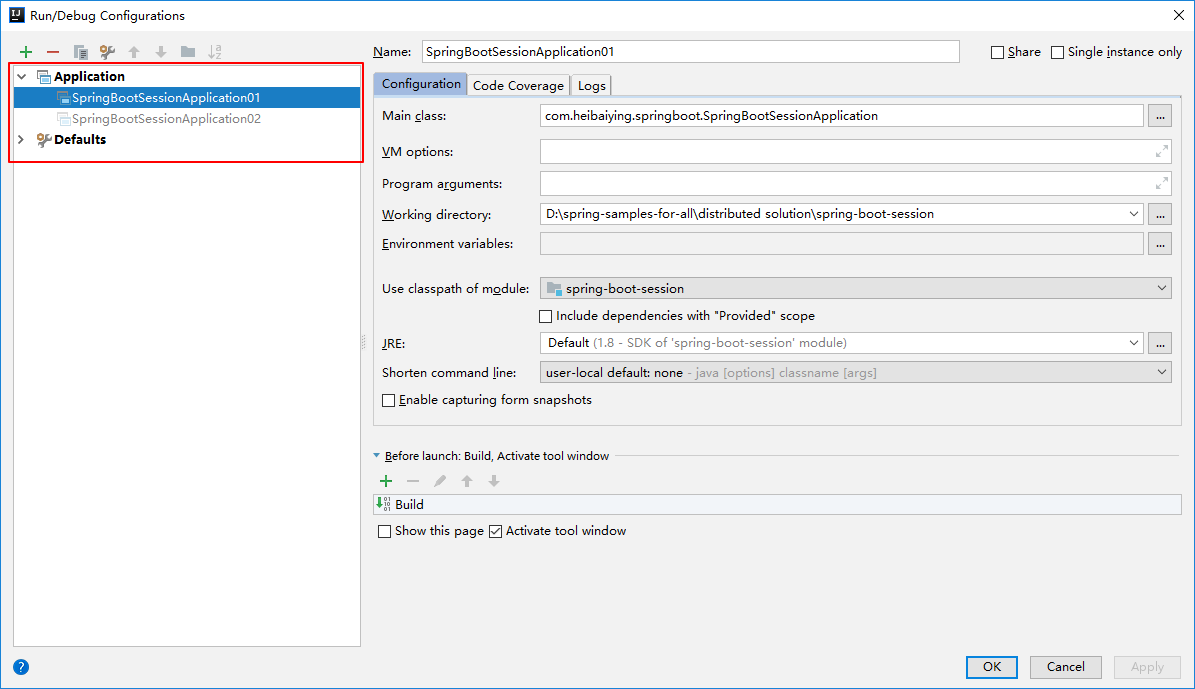 Run/Debug Configurations
Name: SpringBootSessionApplication01
Share
Single instance only
Application
SpringBootSessionApplication01
SpringBootSessionApplication02
Defaults
Configuration
Code Coverage
Logs
Main class: com.heibaiying.springboot.SpringBootSessionApplication ...
VM options:
Program arguments:
Working directory: D:\spring-samples-for-all\distributed solution\spring-boot-session ...
Environment variables: ...
Use classpath of module: spring-boot-session
Include dependencies with "Provided" scope
JRE: Default (1.8 - SDK of 'spring-boot-session' module) ...
Shorten command line: user-local default: none - java [options] classname [args]
Enable capturing form snapshots
Before launch: Build, Activate tool window
Build
Show this page
Activate tool window
?
OK
Cancel
Apply